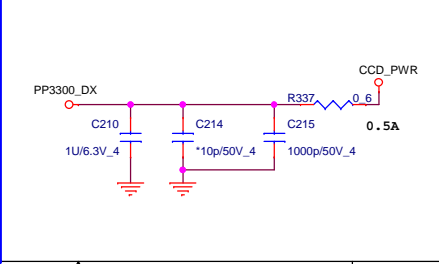 CCD_PWR
PP3300_DX
R337 0_6
C210 C214 C215 0.5A
1U/6.3V_4 *10p/50V_4 1000p/50V_4